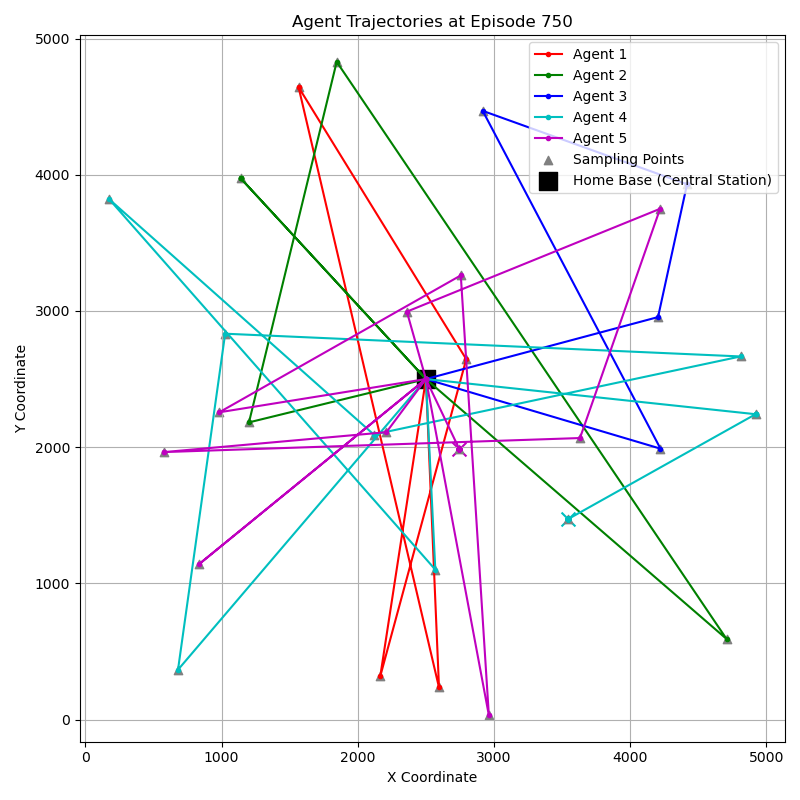 Agent Trajectories at Episode 750
Agent 1
Agent 2
Agent 3
Agent 4
Agent 5
Sampling Points
Home Base (Central Station)
5000
4000
3000
2000
1000
0
Y Coordinate
0 1000 2000 3000 4000 5000
X Coordinate